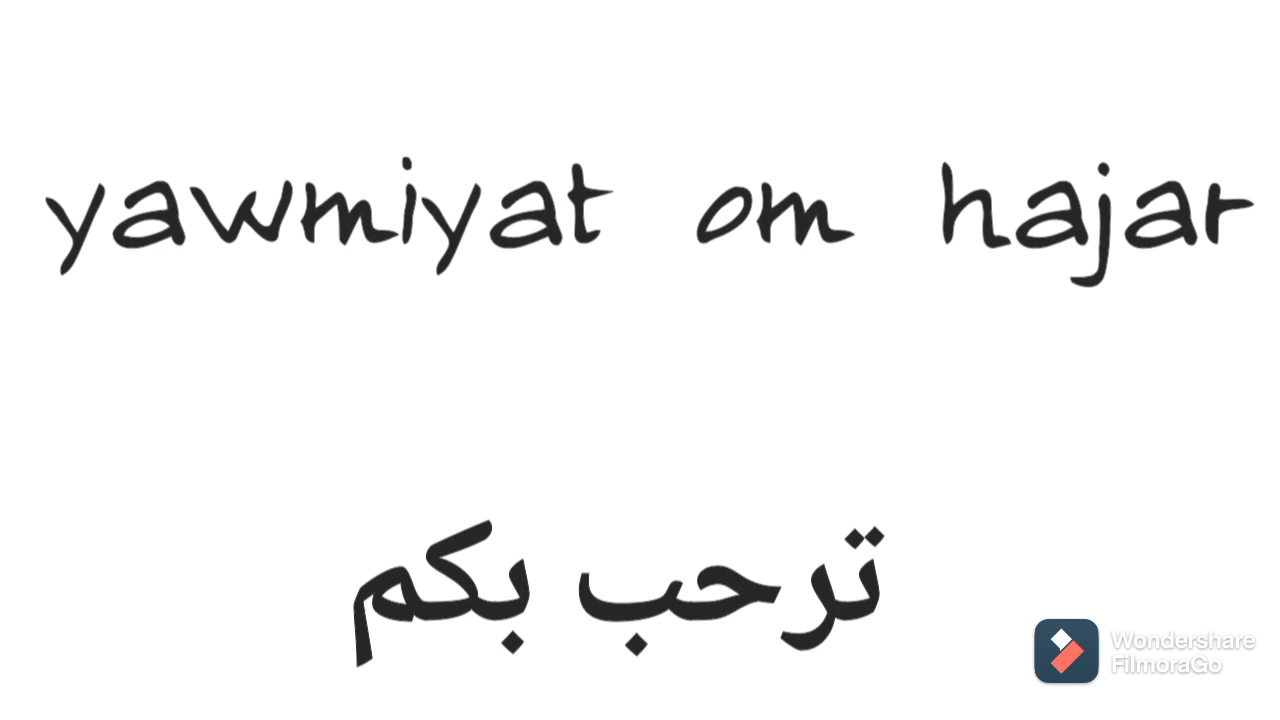 yawmiyat om hajar
ترحب بكم
Wondershare
FilmoraGo